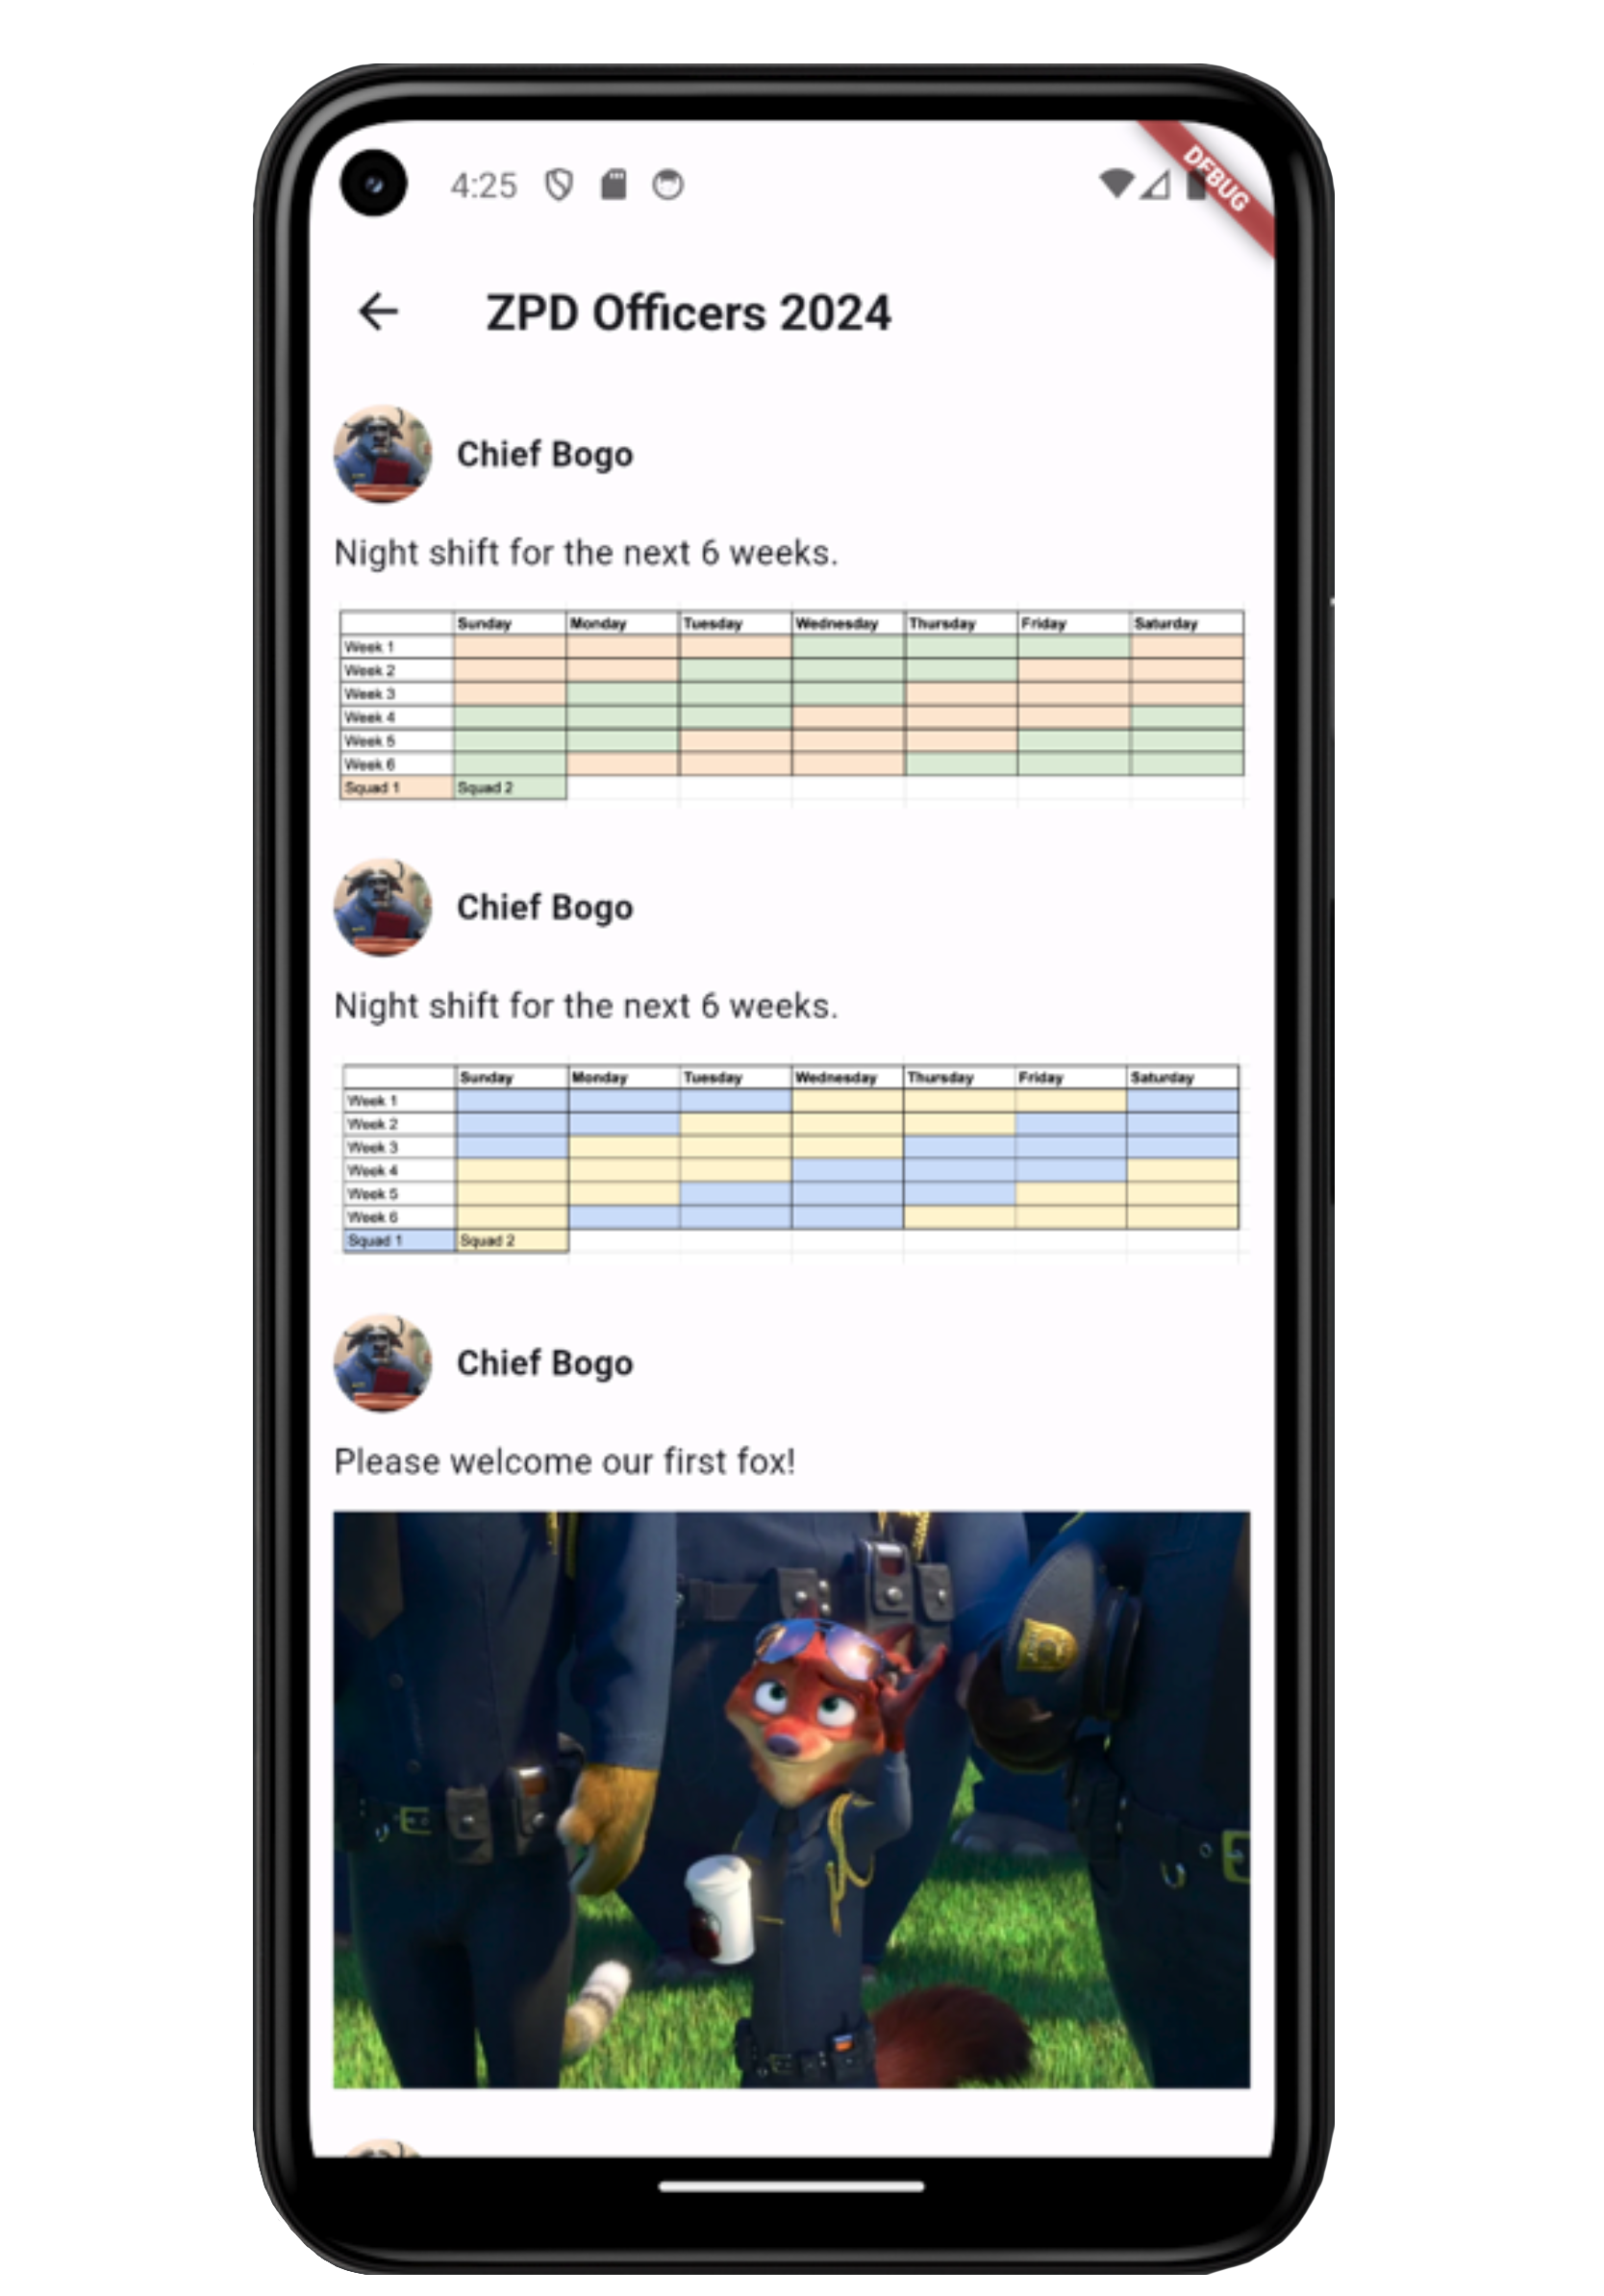 4:25
DEBUG
ZPD Officers 2024
Chief Bogo
Night shift for the next 6 weeks.
Sunday Monday Tuesday Wednesday Thursday Friday Saturday
Week 1
Week 2
Week 3
Week 4
Week 5
Week 6
Squad 1 Squad 2
Chief Bogo
Night shift for the next 6 weeks.
Sunday Monday Tuesday Wednesday Thursday Friday Saturday
Week 1
Week 2
Week 3
Week 4
Week 5
Week 6
Squad 1 Squad 2
Chief Bogo
Please welcome our first fox!